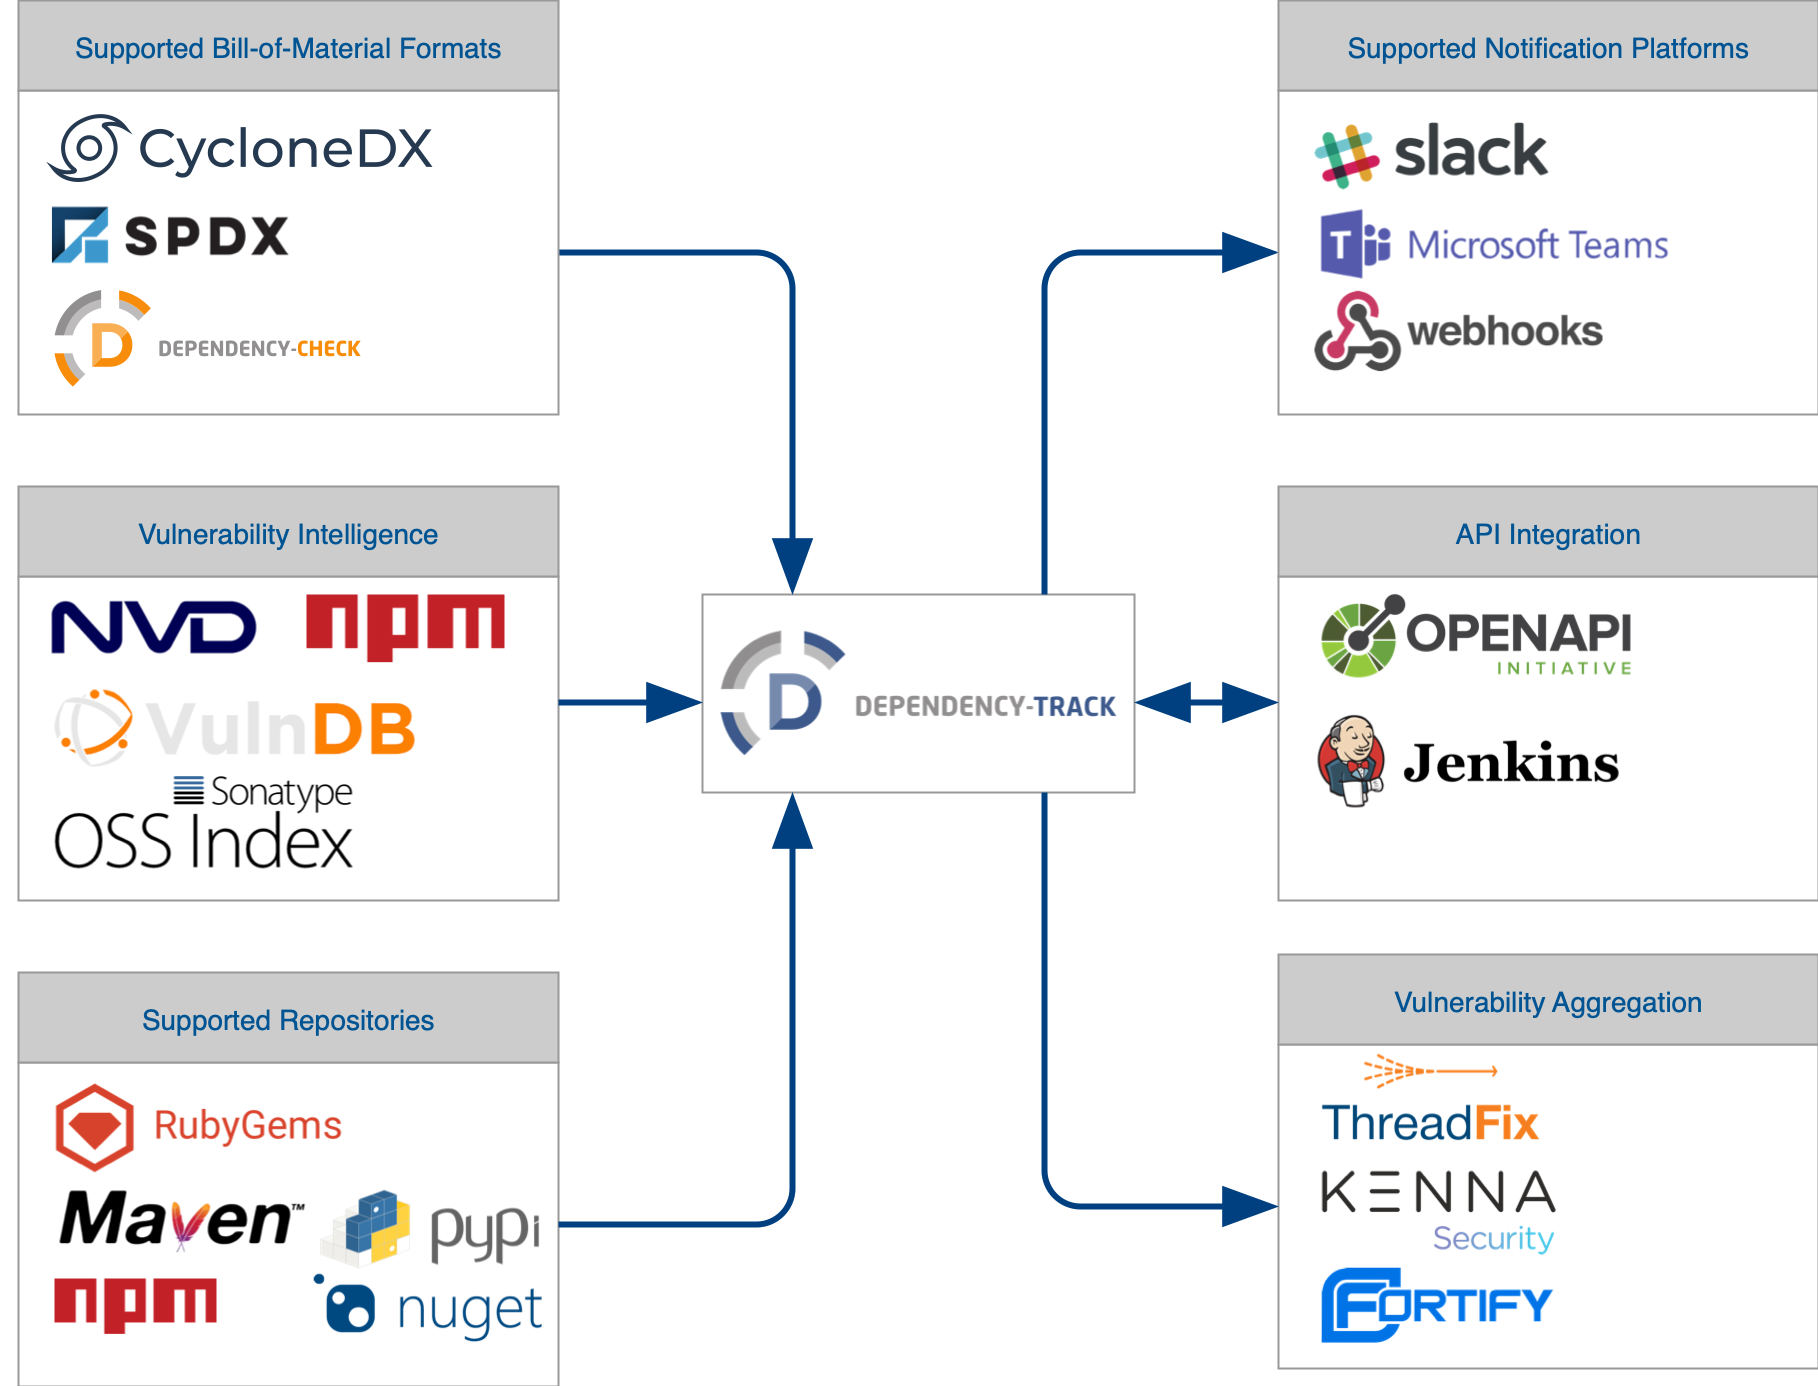 Supported Bill-of-Material Formats
CycloneDX
SPDX
D
DEPENDENCY-CHECK
Vulnerability Intelligence
NVD
npm
VulnDB
Sonatype
OSS Index
Supported Repositories
RubyGems
Maven™
pypi
npm
nuget
D
DEPENDENCY-TRACK
Supported Notification Platforms
slack
T
Microsoft Teams
webhooks
API Integration
OPENAPI
INITIATIVE
Jenkins
Vulnerability Aggregation
ThreadFix
KENNA
Security
FORTIFY